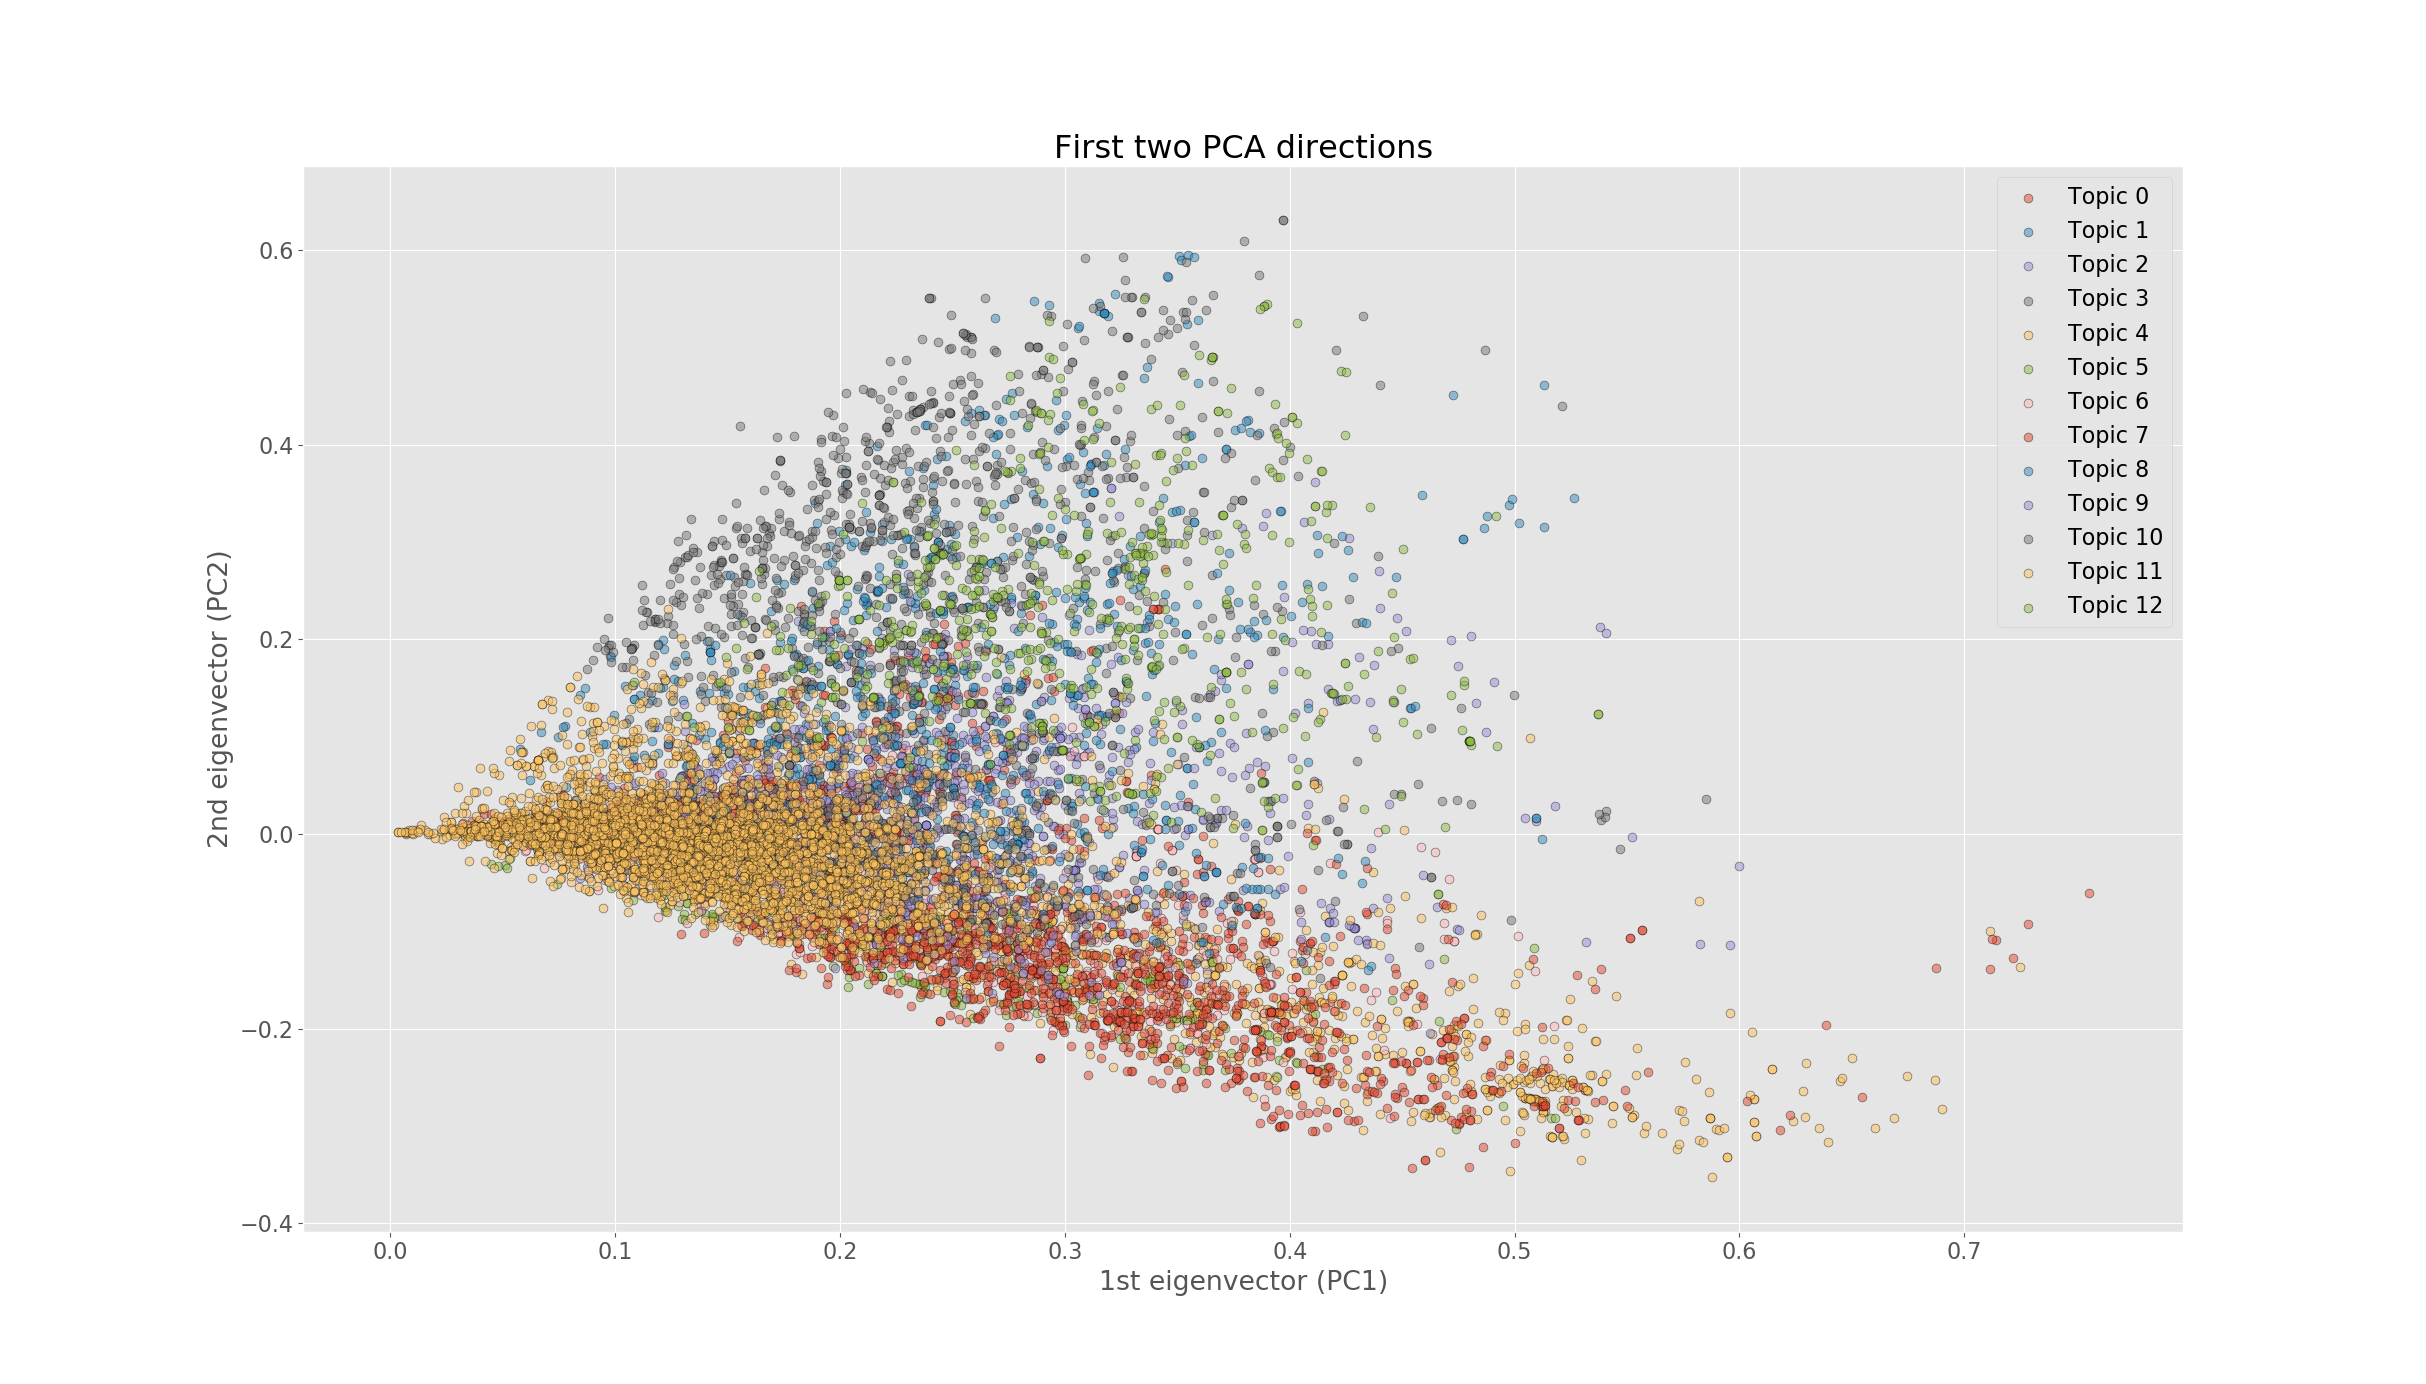 First two PCA directions
Topic 0
Topic 1
Topic 2
Topic 3
Topic 4
Topic 5
Topic 6
Topic 7
Topic 8
Topic 9
Topic 10
Topic 11
Topic 12
0.6
0.4
0.2
0.0
−0.2
−0.4
2nd eigenvector (PC2)
0.0 0.1 0.2 0.3 0.4 0.5 0.6 0.7
1st eigenvector (PC1)